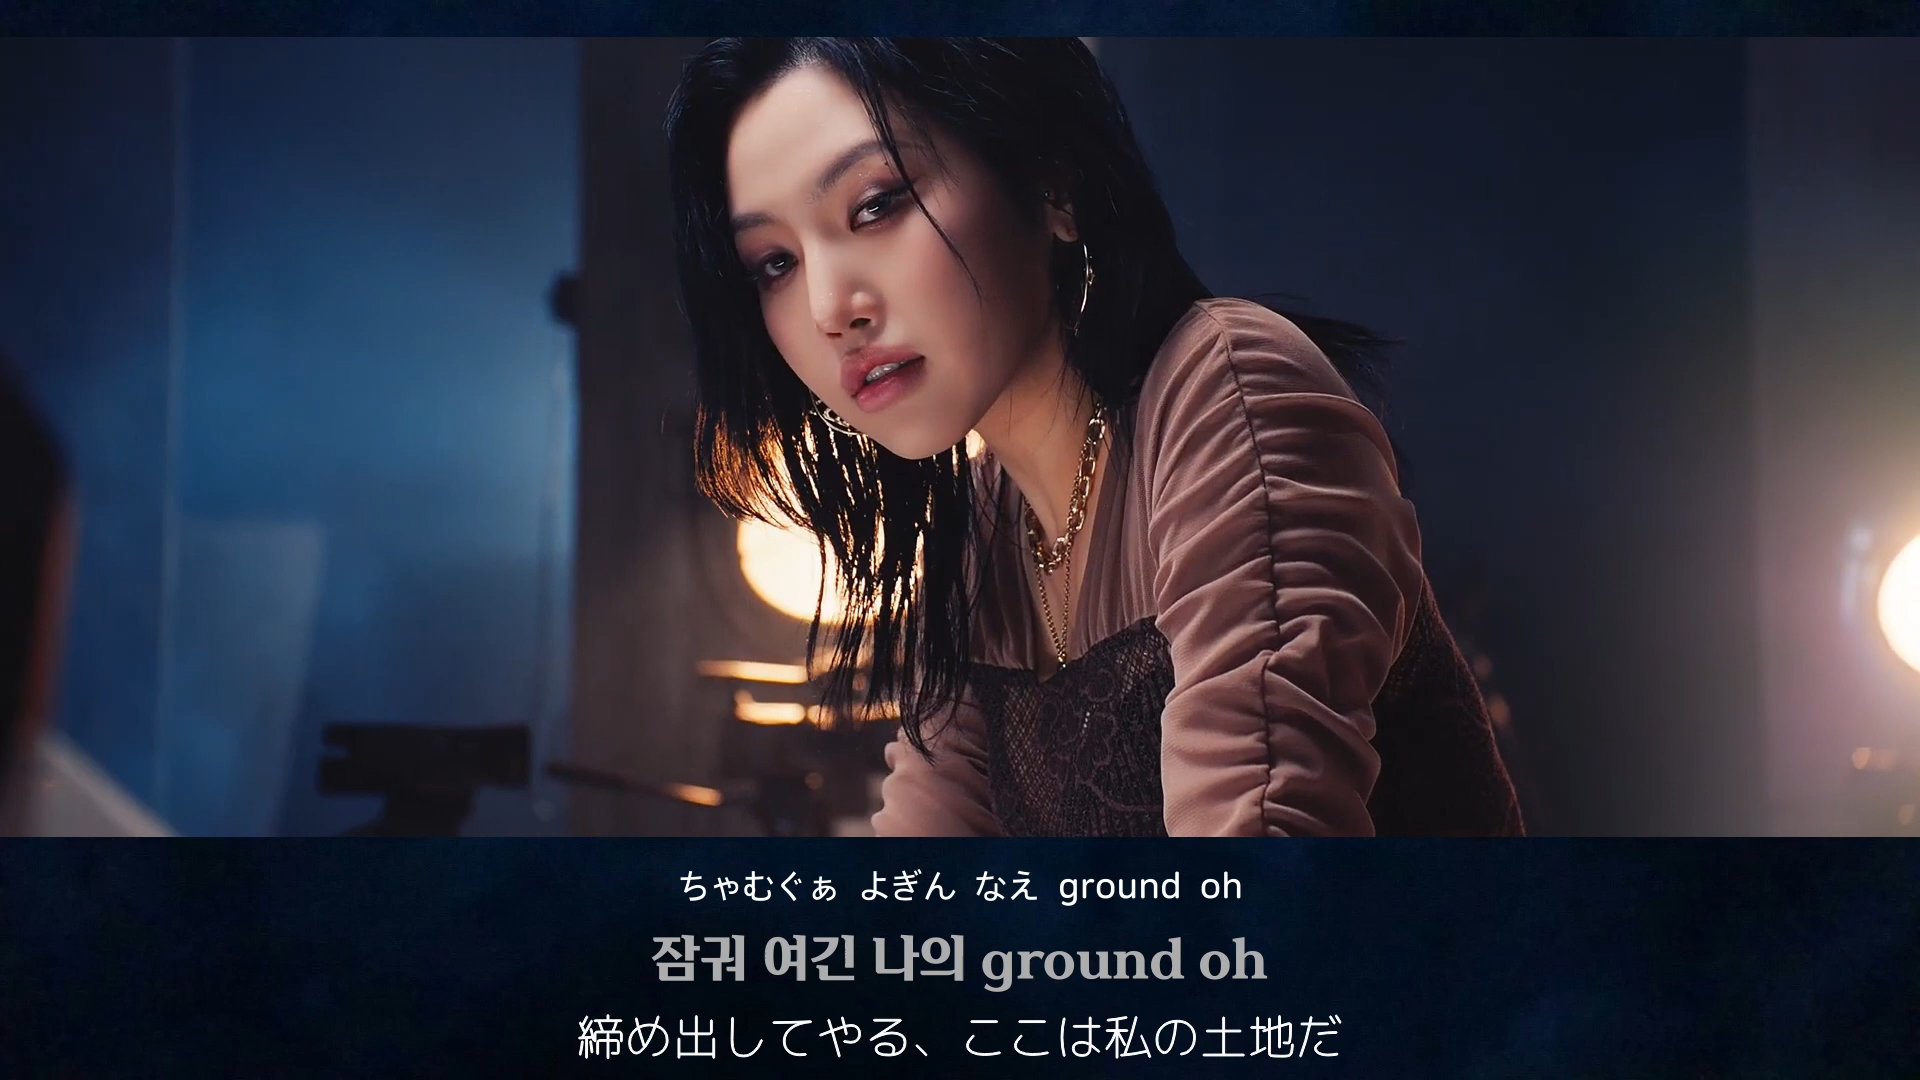 ちゃむぐぁ よぎん なえ ground oh
잠궈 여긴 나의 ground oh
締め出してやる、ここは私の土地だ